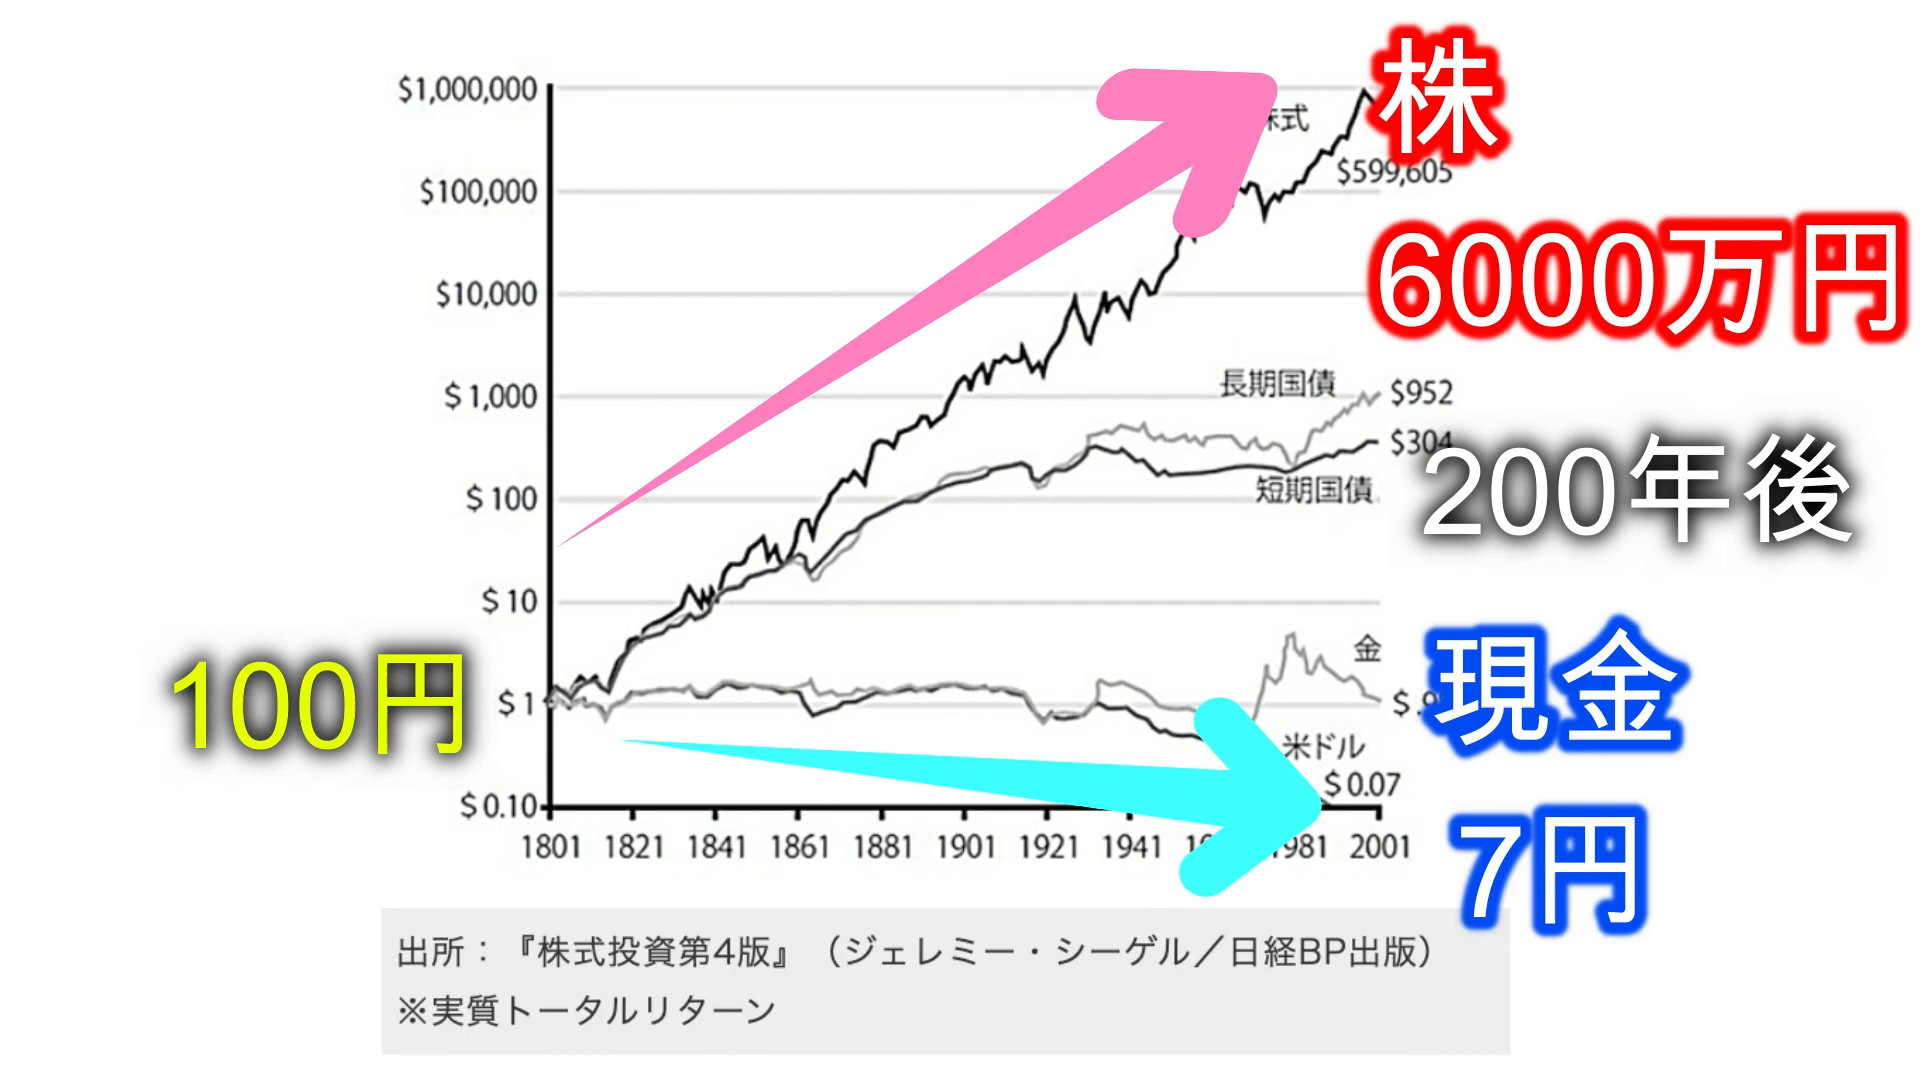 $1,000,000
$100,000
$10,000
$1,000
$100
$10
$1
$0.10
株式
$599,605
長期国債
$952
$304
短期国債
金
$.9
米ドル
$0.07
1801 1821 1841 1861 1881 1901 1921 1941 1981 2001
株
6000万円
200年後
100円
現金
7円
出所：『株式投資第4版』（ジェレミー・シーゲル／日経BP出版）
※実質トータルリターン